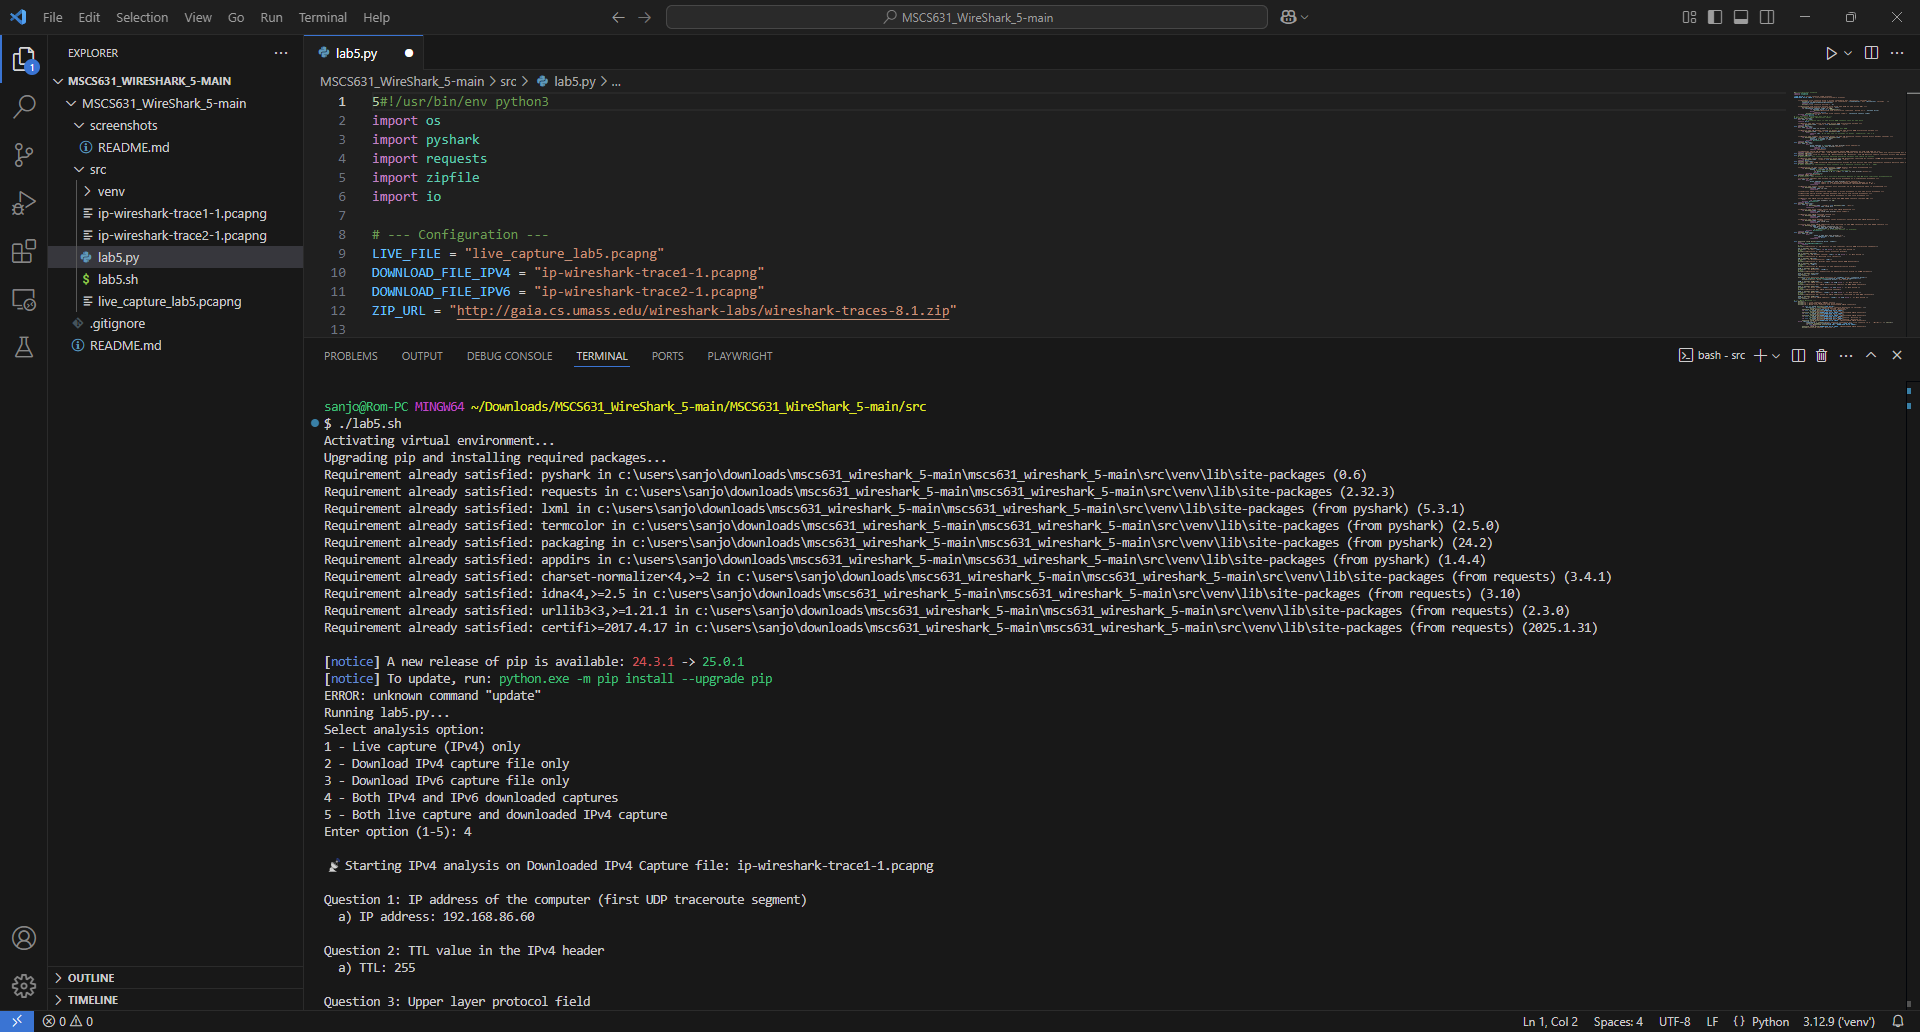 File Edit Selection View Go Run Terminal Help
MSCS631_WireShark_5-main
EXPLORER
MSCS631_WIRESHARK_5-MAIN
MSCS631_WireShark_5-main
screenshots
README.md
src
venv
ip-wireshark-trace1-1.pcapng
ip-wireshark-trace2-1.pcapng
lab5.py
$ lab5.sh
live_capture_lab5.pcapng
.gitignore
README.md
OUTLINE
TIMELINE
1
lab5.py
MSCS631_WireShark_5-main > src > lab5.py > ...
1 5#!/usr/bin/env python3
2 import os
3 import pyshark
4 import requests
5 import zipfile
6 import io
7
8 # --- Configuration ---
9 LIVE_FILE = "live_capture_lab5.pcapng"
10 DOWNLOAD_FILE_IPV4 = "ip-wireshark-trace1-1.pcapng"
11 DOWNLOAD_FILE_IPV6 = "ip-wireshark-trace2-1.pcapng"
12 ZIP_URL = "http://gaia.cs.umass.edu/wireshark-labs/wireshark-traces-8.1.zip"
13
PROBLEMS OUTPUT DEBUG CONSOLE TERMINAL PORTS PLAYWRIGHT
bash - src
sanjo@Rom-PC MINGW64 ~/Downloads/MSCS631_WireShark_5-main/MSCS631_WireShark_5-main/src
$ ./lab5.sh
Activating virtual environment...
Upgrading pip and installing required packages...
Requirement already satisfied: pyshark in c:\users\sanjo\downloads\mscs631_wireshark_5-main\mscs631_wireshark_5-main\src\venv\lib\site-packages (0.6)
Requirement already satisfied: requests in c:\users\sanjo\downloads\mscs631_wireshark_5-main\mscs631_wireshark_5-main\src\venv\lib\site-packages (2.32.3)
Requirement already satisfied: lxml in c:\users\sanjo\downloads\mscs631_wireshark_5-main\mscs631_wireshark_5-main\src\venv\lib\site-packages (from pyshark) (5.3.1)
Requirement already satisfied: termcolor in c:\users\sanjo\downloads\mscs631_wireshark_5-main\mscs631_wireshark_5-main\src\venv\lib\site-packages (from pyshark) (2.5.0)
Requirement already satisfied: packaging in c:\users\sanjo\downloads\mscs631_wireshark_5-main\mscs631_wireshark_5-main\src\venv\lib\site-packages (from pyshark) (24.2)
Requirement already satisfied: appdirs in c:\users\sanjo\downloads\mscs631_wireshark_5-main\mscs631_wireshark_5-main\src\venv\lib\site-packages (from pyshark) (1.4.4)
Requirement already satisfied: charset-normalizer<4,>=2 in c:\users\sanjo\downloads\mscs631_wireshark_5-main\mscs631_wireshark_5-main\src\venv\lib\site-packages (from requests) (3.4.1)
Requirement already satisfied: idna<4,>=2.5 in c:\users\sanjo\downloads\mscs631_wireshark_5-main\mscs631_wireshark_5-main\src\venv\lib\site-packages (from requests) (3.10)
Requirement already satisfied: urllib3<3,>=1.21.1 in c:\users\sanjo\downloads\mscs631_wireshark_5-main\mscs631_wireshark_5-main\src\venv\lib\site-packages (from requests) (2.3.0)
Requirement already satisfied: certifi>=2017.4.17 in c:\users\sanjo\downloads\mscs631_wireshark_5-main\mscs631_wireshark_5-main\src\venv\lib\site-packages (from requests) (2025.1.31)
[notice] A new release of pip is available: 24.3.1 -> 25.0.1
[notice] To update, run: python.exe -m pip install --upgrade pip
ERROR: unknown command "update"
Running lab5.py...
Select analysis option:
1 - Live capture (IPv4) only
2 - Download IPv4 capture file only
3 - Download IPv6 capture file only
4 - Both IPv4 and IPv6 downloaded captures
5 - Both live capture and downloaded IPv4 capture
Enter option (1-5): 4
Starting IPv4 analysis on Downloaded IPv4 Capture file: ip-wireshark-trace1-1.pcapng
Question 1: IP address of the computer (first UDP traceroute segment)
a) IP address: 192.168.86.60
Question 2: TTL value in the IPv4 header
a) TTL: 255
Question 3: Upper layer protocol field
0 0
Ln 1, Col 2 Spaces: 4 UTF-8 LF {} Python 3.12.9 ('venv')